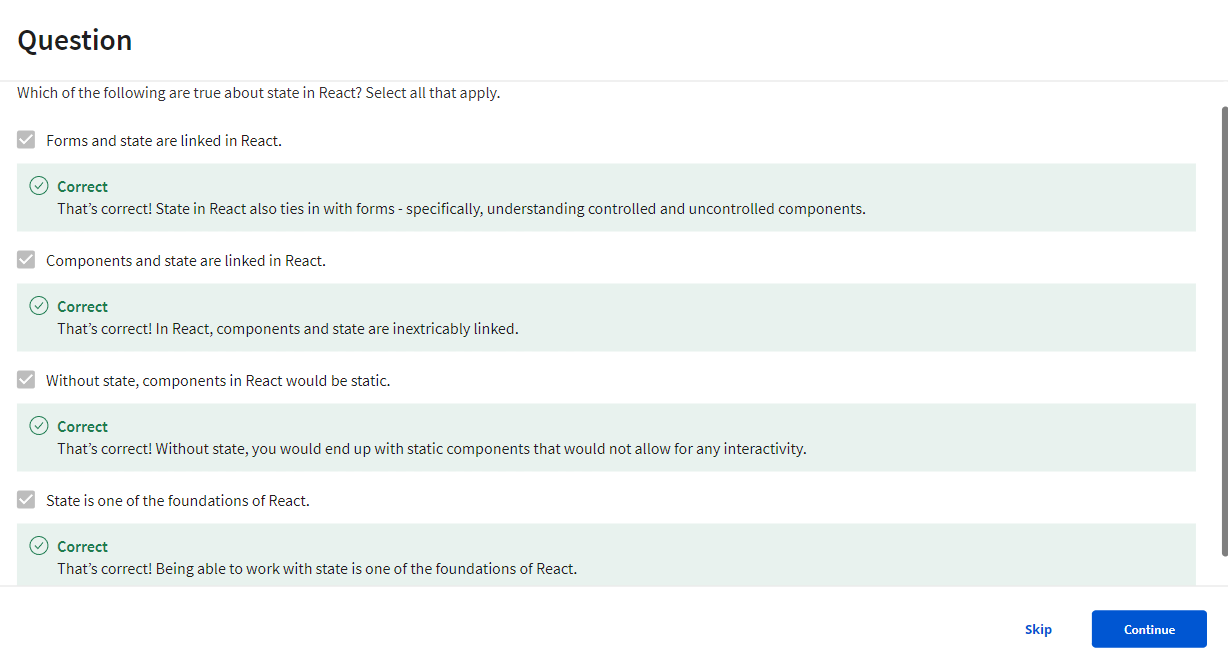 Question
Which of the following are true about state in React? Select all that apply.
Forms and state are linked in React.
Correct
That’s correct! State in React also ties in with forms - specifically, understanding controlled and uncontrolled components.
Components and state are linked in React.
Correct
That’s correct! In React, components and state are inextricably linked.
Without state, components in React would be static.
Correct
That’s correct! Without state, you would end up with static components that would not allow for any interactivity.
State is one of the foundations of React.
Correct
That’s correct! Being able to work with state is one of the foundations of React.
Skip
Continue